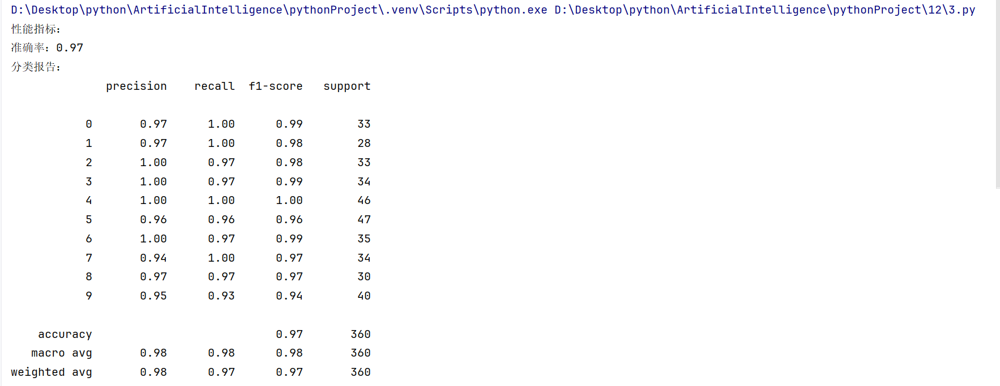 D:\Desktop\python\ArtificialIntelligence\pythonProject\.venv\Scripts\python.exe D:\Desktop\python\ArtificialIntelligence\pythonProject\12\3.py
性能指标：
准确率：0.97
分类报告：
              precision    recall  f1-score   support

           0       0.97      1.00      0.99        33
           1       0.97      1.00      0.98        28
           2       1.00      0.97      0.98        33
           3       1.00      0.97      0.99        34
           4       1.00      1.00      1.00        46
           5       0.96      0.96      0.96        47
           6       1.00      0.97      0.99        35
           7       0.94      1.00      0.97        34
           8       0.97      0.97      0.97        30
           9       0.95      0.93      0.94        40

    accuracy                           0.97       360
   macro avg       0.98      0.98      0.98       360
weighted avg       0.98      0.97      0.97       360